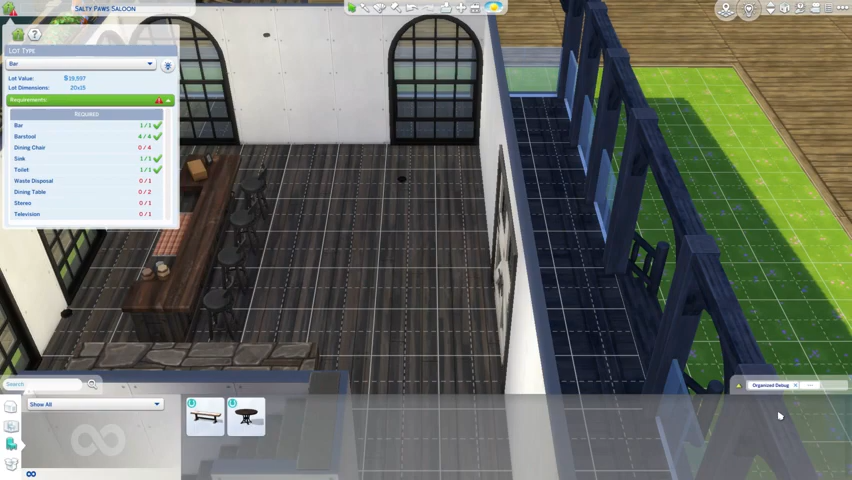 Salty Paws Saloon
?
Lot Type
Bar
Lot Value: $19,997
Lot Dimensions: 20x15
Requirements:
Required
Bar 1 / 1
Barstool 4 / 4
Dining Chair 0 / 4
Sink 1 / 1
Toilet 1 / 1
Waste Disposal 0 / 1
Dining Table 0 / 2
Stereo 0 / 1
Television 0 / 1
Search
Organized Debug x ...
Show All